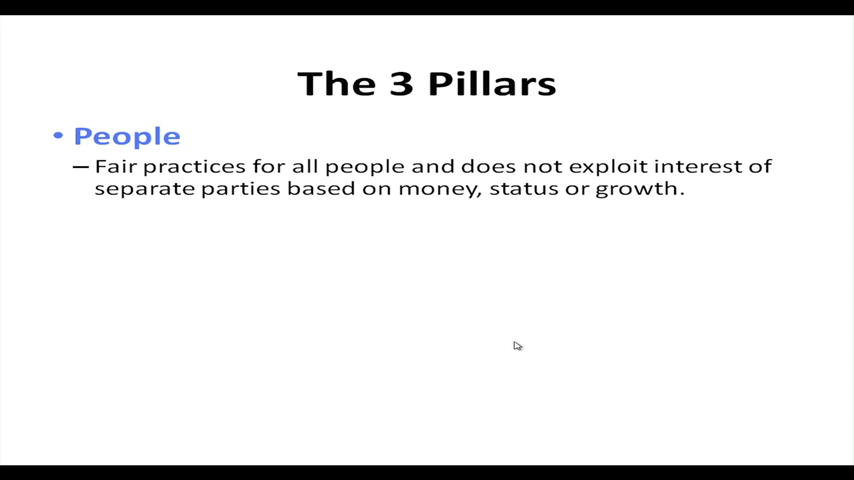 The 3 Pillars
• People
– Fair practices for all people and does not exploit interest of
separate parties based on money, status or growth.